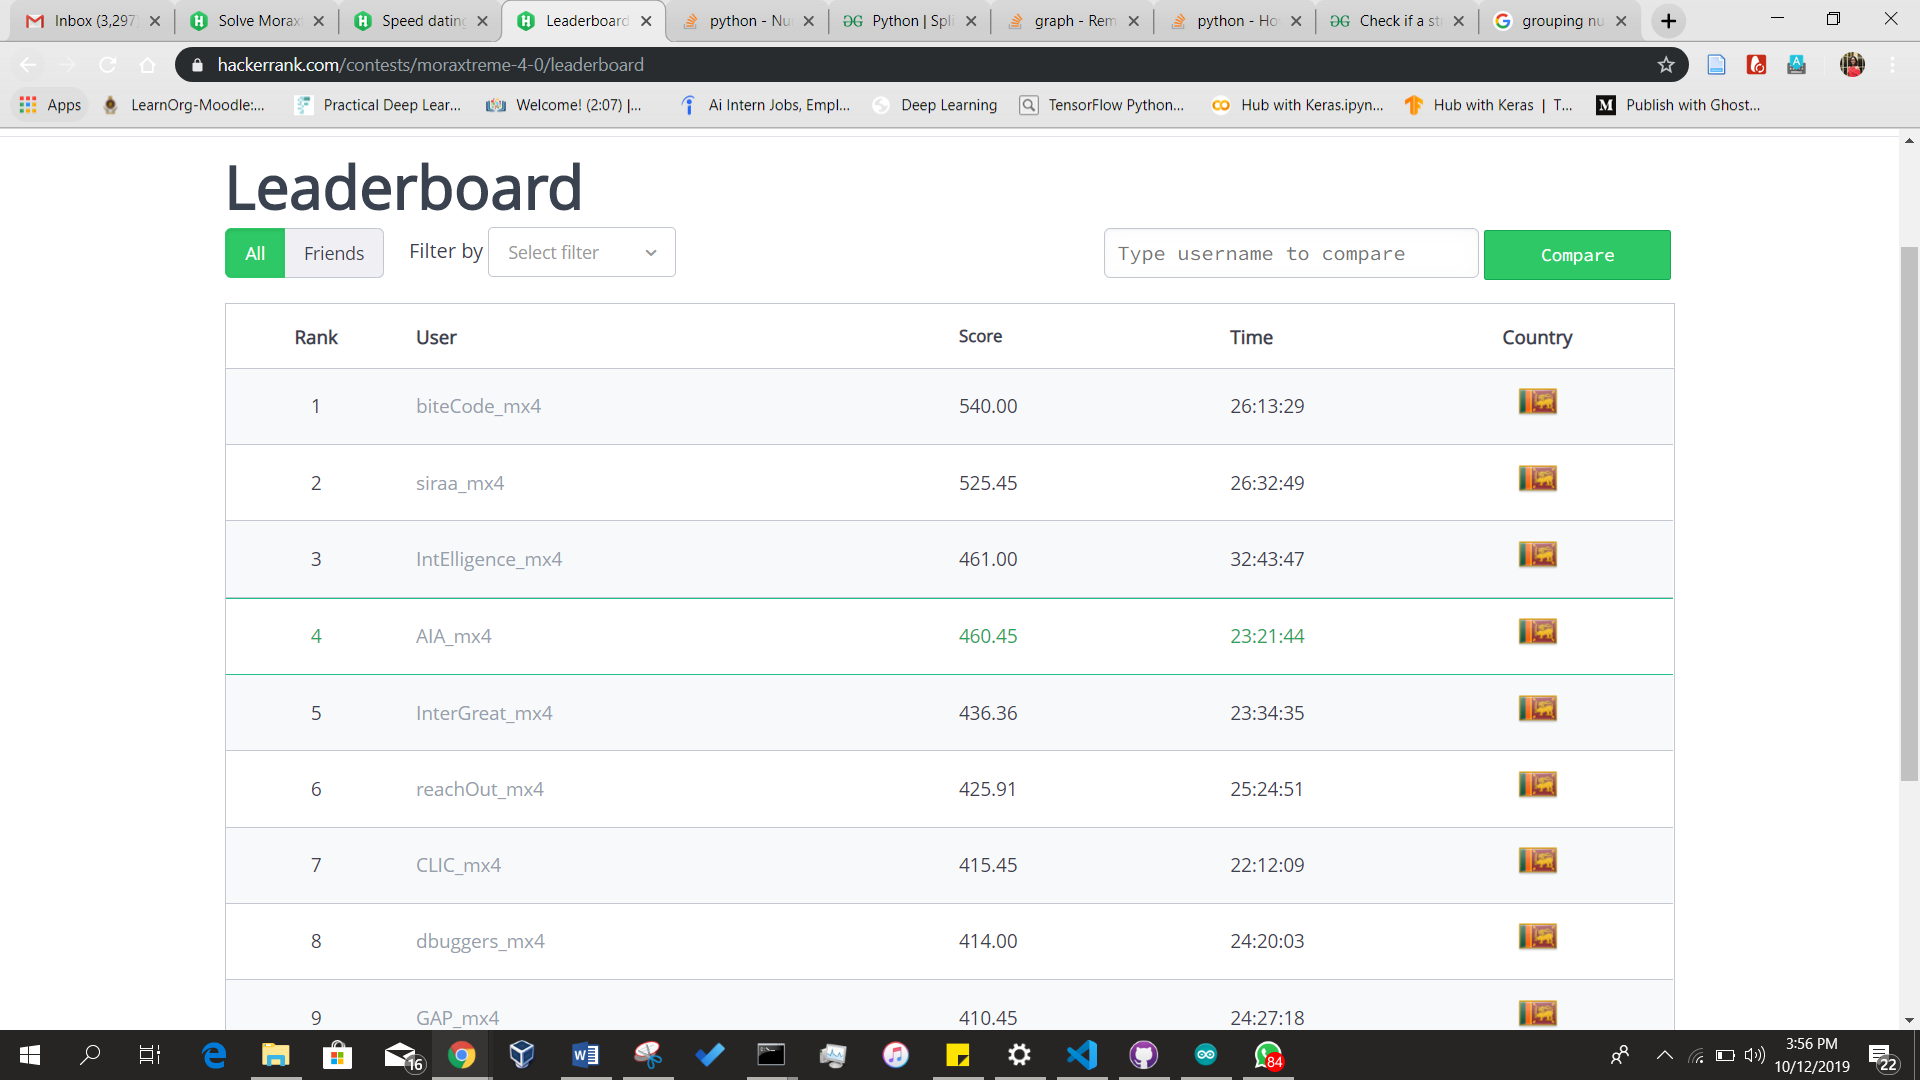 Inbox (3,297
Solve Morax
Speed dating
Leaderboard
python - Nu
Python | Spli
graph - Rem
python - Ho
Check if a st
grouping nu
hackerrank.com/contests/moraxtreme-4-0/leaderboard
Apps
LearnOrg-Moodle:...
Practical Deep Lear...
Welcome! (2:07) |...
Ai Intern Jobs, Empl...
Deep Learning
TensorFlow Python...
Hub with Keras.ipyn...
Hub with Keras | T...
Publish with Ghost...
Leaderboard
All Friends Filter by Select filter Type username to compare Compare
Rank User Score Time Country
1 biteCode_mx4 540.00 26:13:29
2 siraa_mx4 525.45 26:32:49
3 IntElligence_mx4 461.00 32:43:47
4 AIA_mx4 460.45 23:21:44
5 InterGreat_mx4 436.36 23:34:35
6 reachOut_mx4 425.91 25:24:51
7 CLIC_mx4 415.45 22:12:09
8 dbuggers_mx4 414.00 24:20:03
9 GAP_mx4 410.45 24:27:18
16
84
3:56 PM
10/12/2019
22